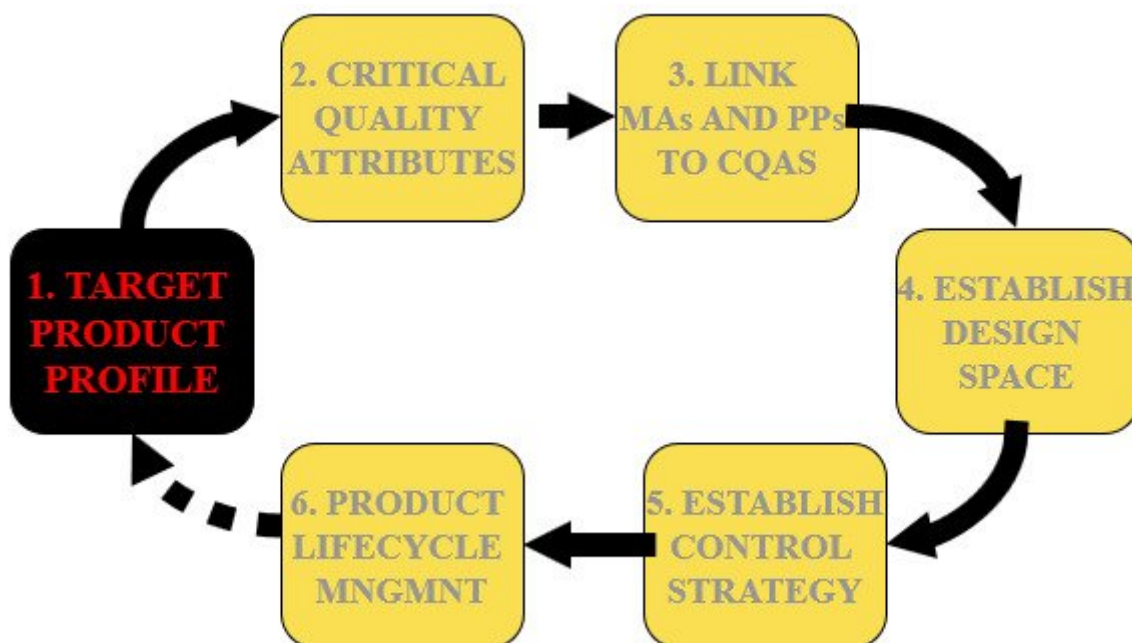 1. TARGET
PRODUCT
PROFILE
2. CRITICAL
QUALITY
ATTRIBUTES
3. LINK
MAs AND PPs
TO CQAS
4. ESTABLISH
DESIGN
SPACE
5. ESTABLISH
CONTROL
STRATEGY
6. PRODUCT
LIFECYCLE
MNGMNT